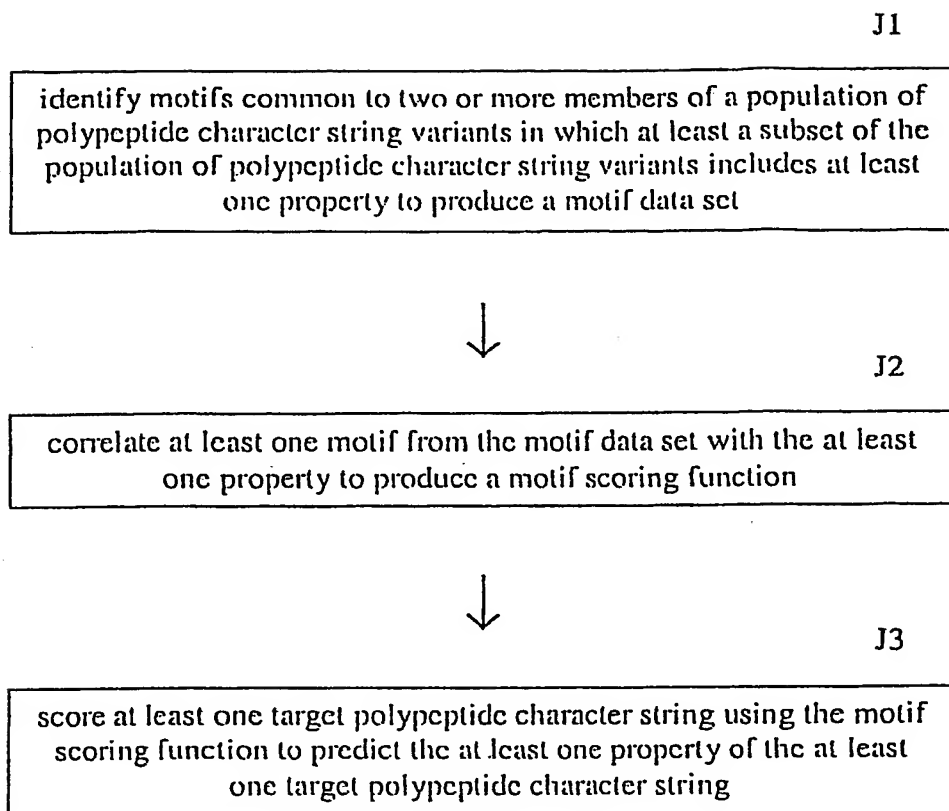 J1
identify motifs common to two or more members of a population of
polypeptide character string variants in which at least a subset of the
population of polypeptide character string variants includes at least
one property to produce a motif data set
J2
correlate at least one motif from the motif data set with the at least
one property to produce a motif scoring function
J3
score at least one target polypeptide character string using the motif
scoring function to predict the at least one property of the at least
one target polypeptide character string